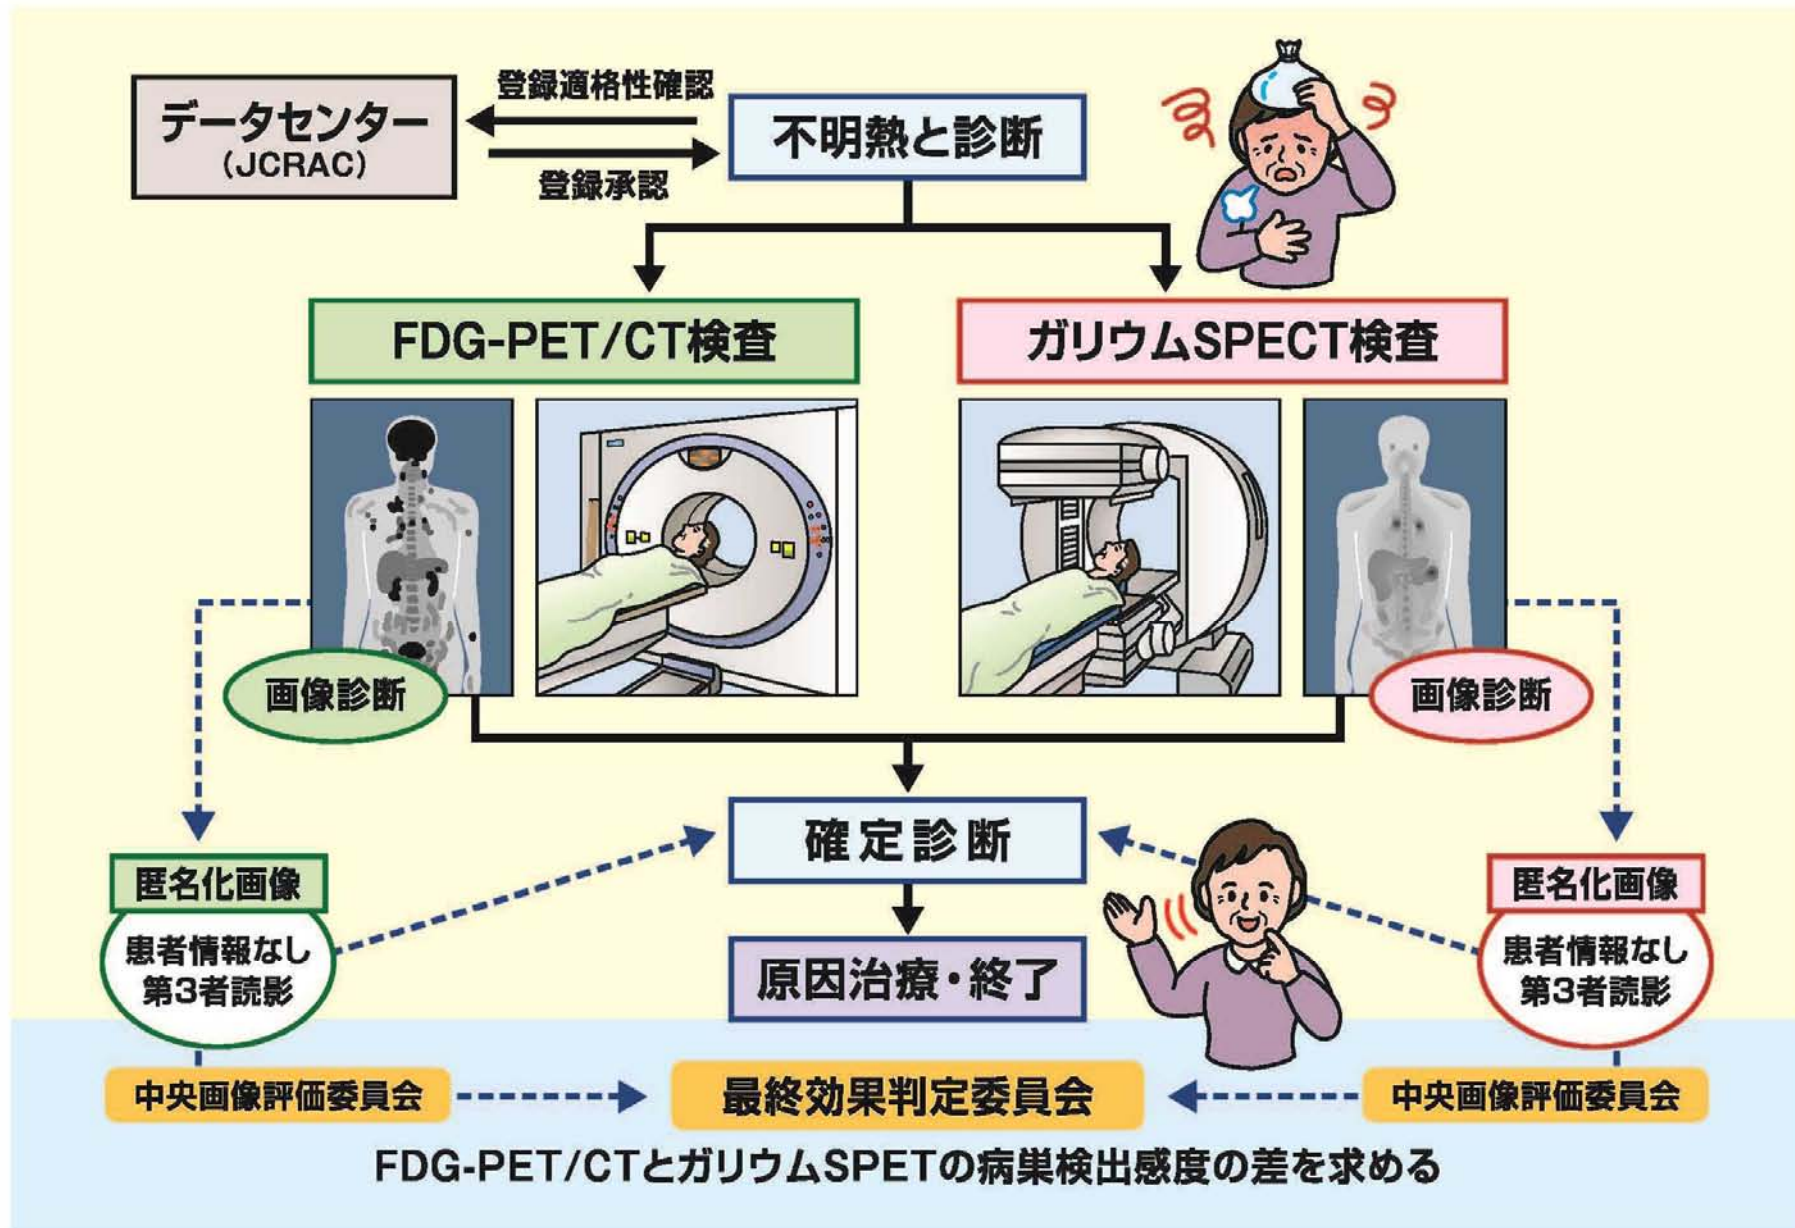 登録適格性確認
データセンター
（JCRAC）
不明熱と診断
登録承認
FDG-PET/CT検査
ガリウムSPECT検査
画像診断
画像診断
確定診断
匿名化画像
匿名化画像
患者情報なし
第3者読影
患者情報なし
第3者読影
原因治療・終了
中央画像評価委員会
最終効果判定委員会
中央画像評価委員会
FDG-PET/CTとガリウムSPETの病巣検出感度の差を求める